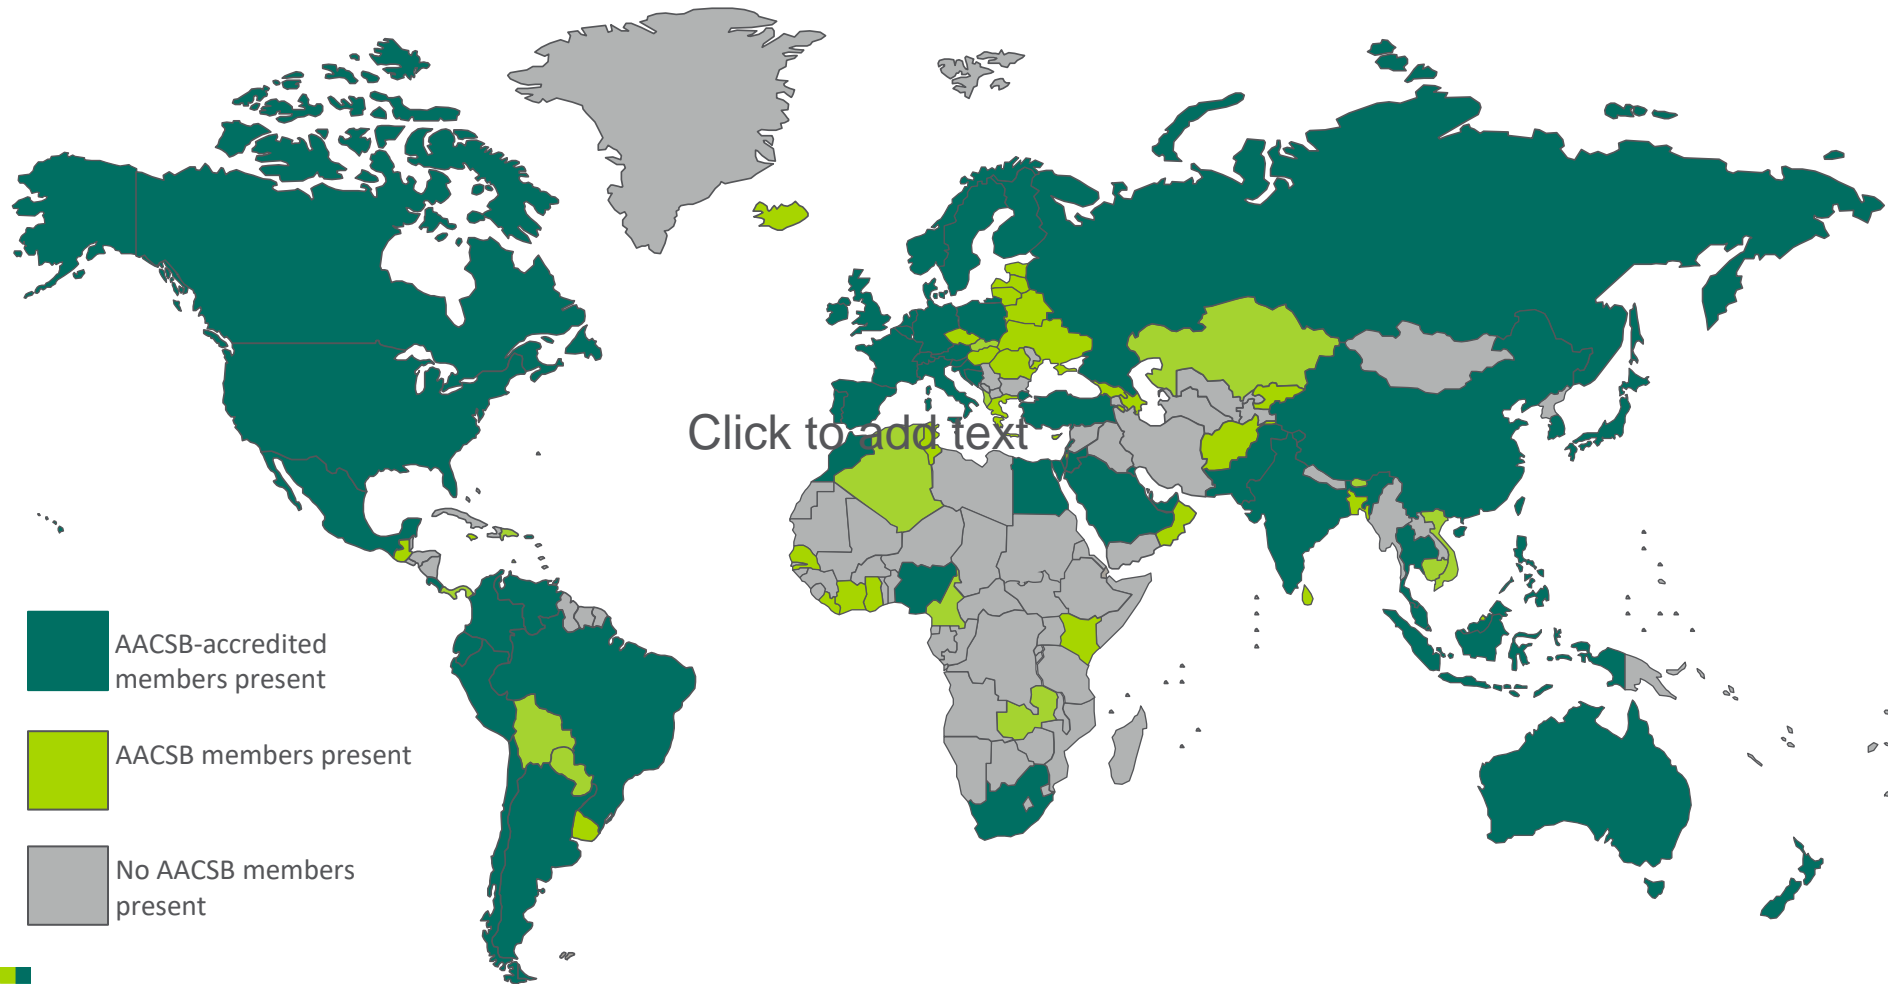 Click to add text
AACSB-accredited
members present
AACSB members present
No AACSB members
present